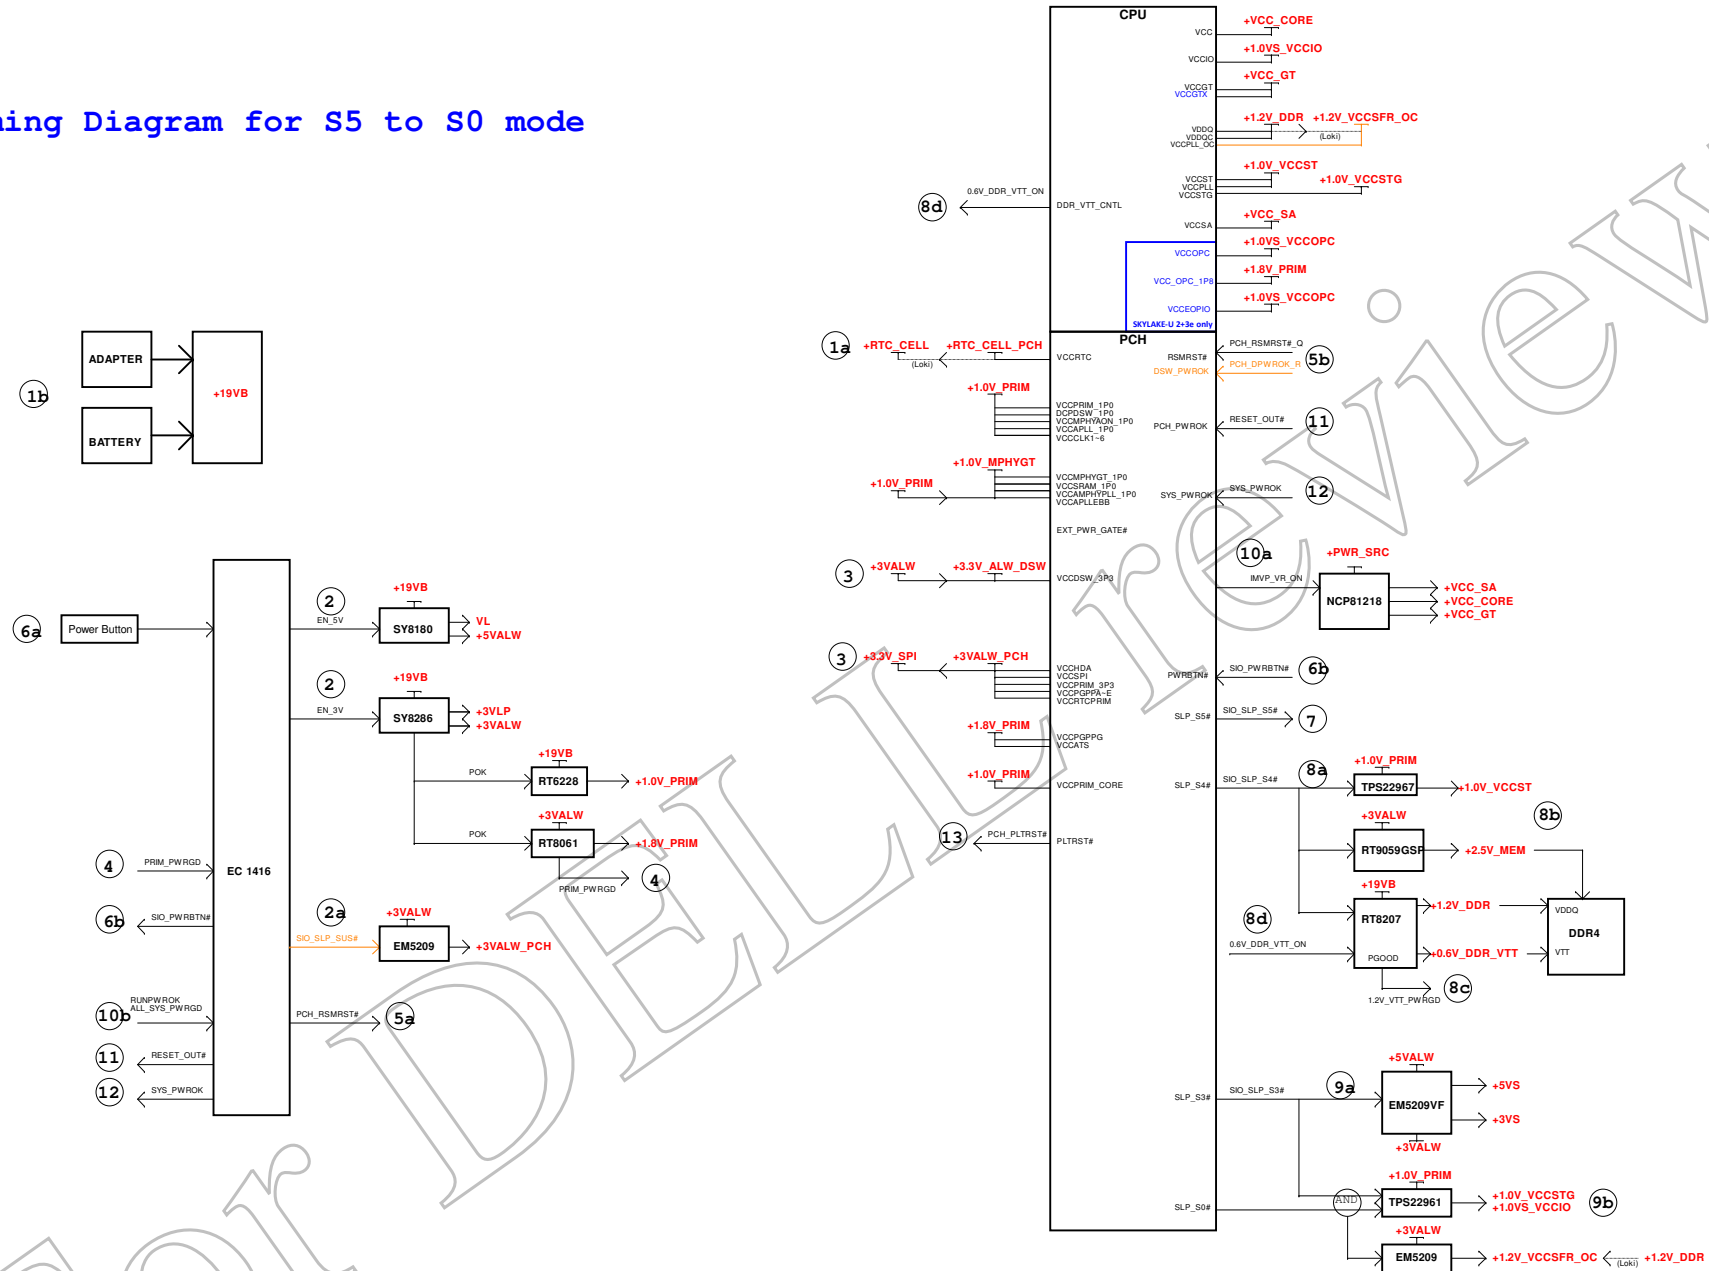 ing Diagram for S5 to S0 mode
CPU
VCC
+VCC_CORE
VCCIO
+1.0VS_VCCIO
VCCGT
VCCGTX
+VCC_GT
VDDQ
VDDQC
VCCPLL_OC
+1.2V_DDR
+1.2V_VCCSFR_OC
(Loki)
VCCST
VCCPLL
VCCSTG
+1.0V_VCCST
+1.0V_VCCSTG
8d
0.6V_DDR_VTT_ON
DDR_VTT_CNTL
VCCSA
+VCC_SA
VCCOPC
+1.0VS_VCCOPC
VCC_OPC_1P8
+1.8V_PRIM
VCCEOPIO
+1.0VS_VCCOPC
SKYLAKE-U 2+3e only
1b
ADAPTER
BATTERY
+19VB
PCH
1a
+RTC_CELL
+RTC_CELL_PCH
(Loki)
VCCRTC
RSMRST#
PCH_RSMRST#_Q
DSW_PWROK
PCH_DPWROK_R
5b
+1.0V_PRIM
VCCPRIM_1P0
DCPDSW_1P0
VCCMPHYAON_1P0
VCCAPLL_1P0
VCCCLK1~6
PCH_PWROK
RESET_OUT#
11
+1.0V_MPHYGT
+1.0V_PRIM
VCCMPHYGT_1P0
VCCSRAM_1P0
VCCAMPHYPLL_1P0
VCCAPLLEBB
SYS_PWROK
SYS_PWROK
12
EXT_PWR_GATE#
10a
IMVP_VR_ON
+PWR_SRC
NCP81218
+VCC_SA
+VCC_CORE
+VCC_GT
3
+3VALW
+3.3V_ALW_DSW
VCCDSW_3P3
3
+3.3V_SPI
+3VALW_PCH
VCCHDA
VCCSPI
VCCPRIM_3P3
VCCPGPPA~E
VCCRTCPRIM
PWRBTN#
SIO_PWRBTN#
6b
SLP_S5#
SIO_SLP_S5#
7
+1.8V_PRIM
VCCPGPPG
VCCATS
+1.0V_PRIM
VCCPRIM_CORE
SLP_S4#
SIO_SLP_S4#
8a
+1.0V_PRIM
TPS22967
+1.0V_VCCST
+3VALW
RT9059GSP
+2.5V_MEM
8b
+19VB
RT8207
PGOOD
+1.2V_DDR
+0.6V_DDR_VTT
VDDQ
DDR4
VTT
8d
0.6V_DDR_VTT_ON
1.2V_VTT_PWRGD
8c
13
PCH_PLTRST#
PLTRST#
6a
Power Button
EC 1416
2
EN_5V
+19VB
SY8180
VL
+5VALW
2
EN_3V
+19VB
SY8286
+3VLP
+3VALW
POK
+19VB
RT6228
+1.0V_PRIM
POK
+3VALW
RT8061
+1.8V_PRIM
PRIM_PWRGD
4
4
PRIM_PWRGD
6b
SIO_PWRBTN#
2a
SIO_SLP_SUS#
+3VALW
EM5209
+3VALW_PCH
10b
RUNPWROK
ALL_SYS_PWRGD
PCH_RSMRST#
5a
11
RESET_OUT#
12
SYS_PWROK
SLP_S3#
SIO_SLP_S3#
9a
+5VALW
EM5209VF
+3VALW
+5VS
+3VS
SLP_S0#
AND
+1.0V_PRIM
TPS22961
+1.0V_VCCSTG
+1.0VS_VCCIO
9b
+3VALW
EM5209
+1.2V_VCCSFR_OC
(Loki)
+1.2V_DDR
For DELL review